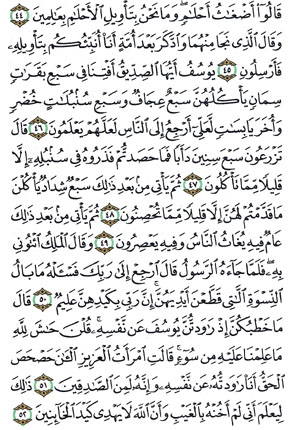 قَالُوٓا۟ أَضْغَٰثُ أَحْلَٰمٍ ۖ وَمَا نَحْنُ بِتَأْوِيلِ ٱلْأَحْلَٰمِ بِعَٰلِمِينَ ٤٤
وَقَالَ ٱلَّذِى نَجَا مِنْهُمَا وَٱدَّكَرَ بَعْدَ أُمَّةٍ أَنَا۠ أُنَبِّئُكُم بِتَأْوِيلِهِۦ
فَأَرْسِلُونِ ٤٥ يُوسُفُ أَيُّهَا ٱلصِّدِّيقُ أَفْتِنَا فِى سَبْعِ بَقَرَٰتٍ
سِمَانٍ يَأْكُلُهُنَّ سَبْعٌ عِجَافٌ وَسَبْعِ سُنۢبُلَٰتٍ خُضْرٍ
وَأُخَرَ يَابِسَٰتٍ لَّعَلِّىٓ أَرْجِعُ إِلَى ٱلنَّاسِ لَعَلَّهُمْ يَعْلَمُونَ ٤٦ قَالَ
تَزْرَعُونَ سَبْعَ سِنِينَ دَأَبًا فَمَا حَصَدتُّمْ فَذَرُوهُ فِى سُنۢبُلِهِۦٓ إِلَّا
قَلِيلًا مِّمَّا تَأْكُلُونَ ٤٧ ثُمَّ يَأْتِى مِنۢ بَعْدِ ذَٰلِكَ سَبْعٌ شِدَادٌ يَأْكُلْنَ
مَا قَدَّمْتُمْ لَهُنَّ إِلَّا قَلِيلًا مِّمَّا تُحْصِنُونَ ٤٨ ثُمَّ يَأْتِى مِنۢ بَعْدِ ذَٰلِكَ
عَامٌ فِيهِ يُغَاثُ ٱلنَّاسُ وَفِيهِ يَعْصِرُونَ ٤٩ وَقَالَ ٱلْمَلِكُ ٱئْتُونِى
بِهِۦ ۖ فَلَمَّا جَآءَهُ ٱلرَّسُولُ قَالَ ٱرْجِعْ إِلَىٰ رَبِّكَ فَسْـَٔلْهُ مَا بَالُ
ٱلنِّسْوَةِ ٱلَّٰتِى قَطَّعْنَ أَيْدِيَهُنَّ ۚ إِنَّ رَبِّى بِكَيْدِهِنَّ عَلِيمٌ ٥٠ قَالَ
مَا خَطْبُكُنَّ إِذْ رَٰوَدتُّنَّ يُوسُفَ عَن نَّفْسِهِۦ ۚ قُلْنَ حَٰشَ لِلَّهِ
مَا عَلِمْنَا عَلَيْهِ مِن سُوٓءٍ ۚ قَالَتِ ٱمْرَأَتُ ٱلْعَزِيزِ ٱلْـَٰٔنَ حَصْحَصَ
ٱلْحَقُّ أَنَا۠ رَٰوَدتُّهُۥ عَن نَّفْسِهِۦ وَإِنَّهُۥ لَمِنَ ٱلصَّٰدِقِينَ ٥١ ذَٰلِكَ
لِيَعْلَمَ أَنِّى لَمْ أَخُنْهُ بِٱلْغَيْبِ وَأَنَّ ٱللَّهَ لَا يَهْدِى كَيْدَ ٱلْخَآئِنِينَ ٥٢